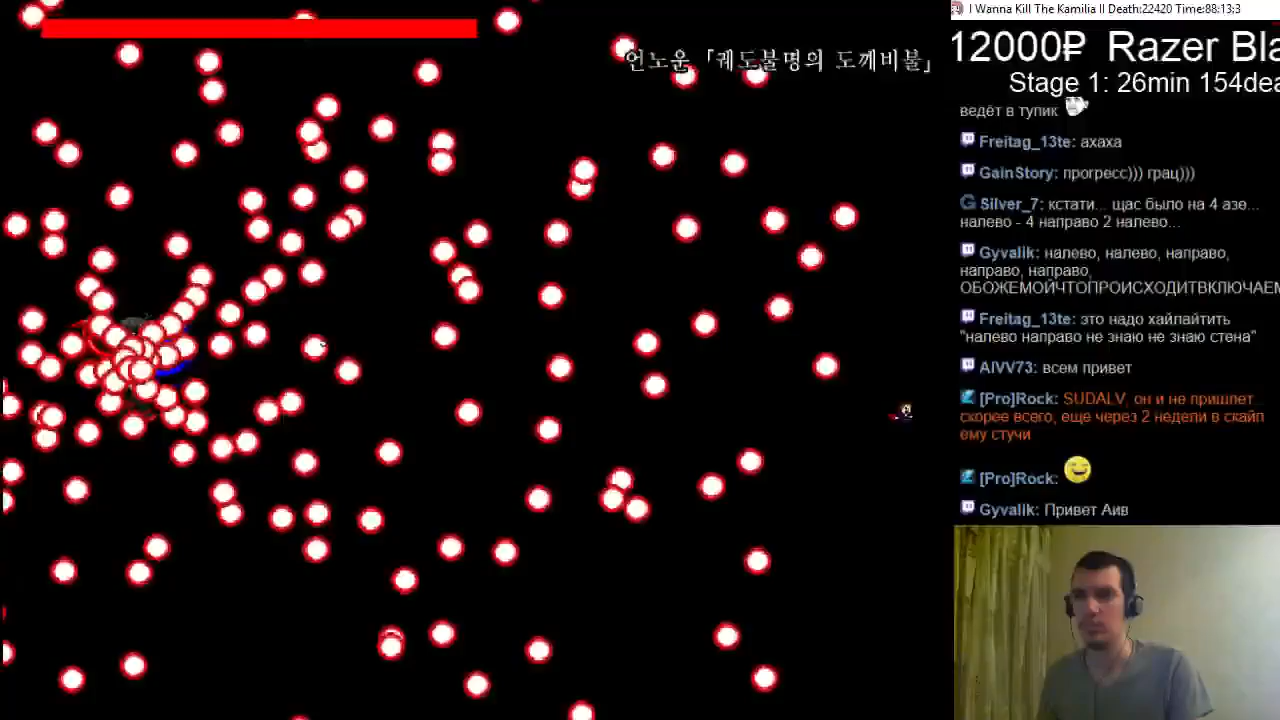 I Wanna Kill The Kamilia II Death:22420 Time:88:13;3
12000₽ Razer Bla
Stage 1: 26min 154dea
언노운 「궤도불명의 도깨비불」
ведёт в тупик
Freitag_13te: ахаха
GainStory: прогресс))) грац)))
Silver_7: кстати... щас было на 4 азе...
налево - 4 направо 2 налево...
Gyvalik: налево, налево, направо,
направо, направо,
ОБОЖЕМОЙЧТОПРОИСХОДИТВКЛЮЧАЕМ
Freitag_13te: это надо хайлайтить
"налево направо не знаю не знаю стена"
AIVV73: всем привет
[Pro]Rock: SUDALV, он и не пришлет
скорее всего, еще через 2 недели в скайп
ему стучи
[Pro]Rock:
Gyvalik: Привет Аив